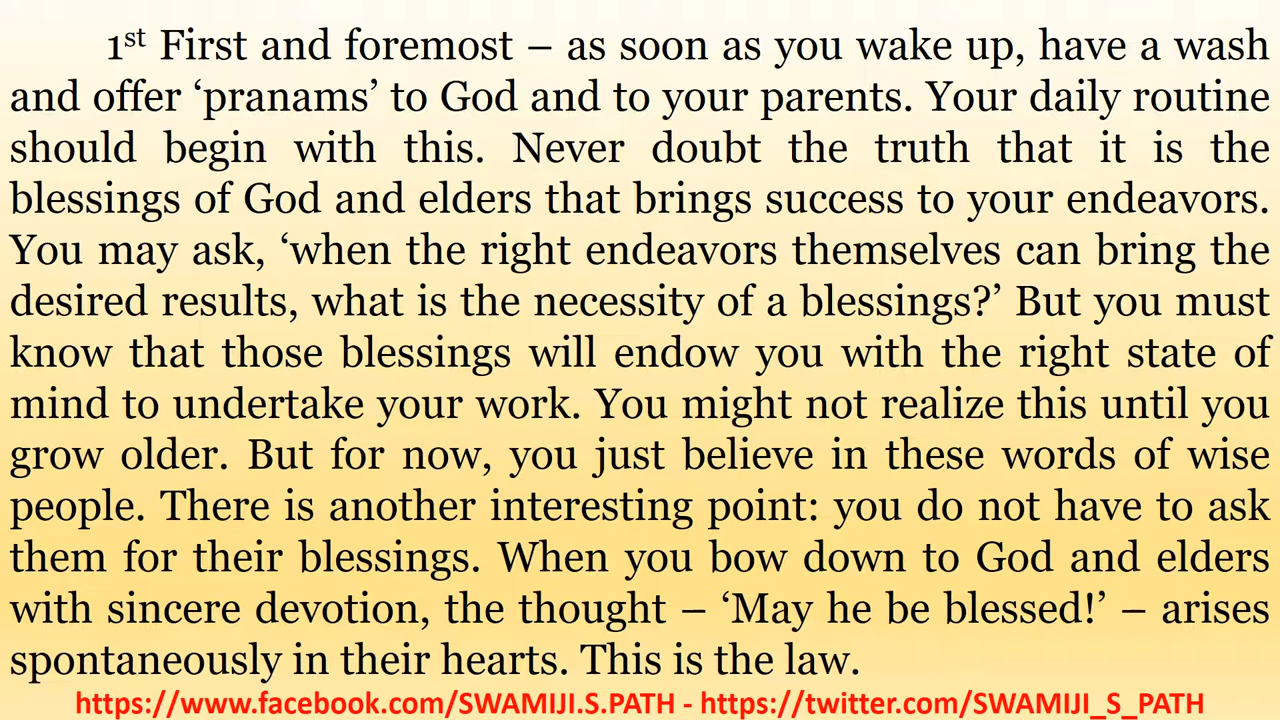 1st First and foremost – as soon as you wake up, have a wash
and offer ‘pranams’ to God and to your parents. Your daily routine
should begin with this. Never doubt the truth that it is the
blessings of God and elders that brings success to your endeavors.
You may ask, ‘when the right endeavors themselves can bring the
desired results, what is the necessity of a blessings?’ But you must
know that those blessings will endow you with the right state of
mind to undertake your work. You might not realize this until you
grow older. But for now, you just believe in these words of wise
people. There is another interesting point: you do not have to ask
them for their blessings. When you bow down to God and elders
with sincere devotion, the thought – ‘May he be blessed!’ – arises
spontaneously in their hearts. This is the law.
https://www.facebook.com/SWAMIJI.S.PATH - https://twitter.com/SWAMIJI_S_PATH